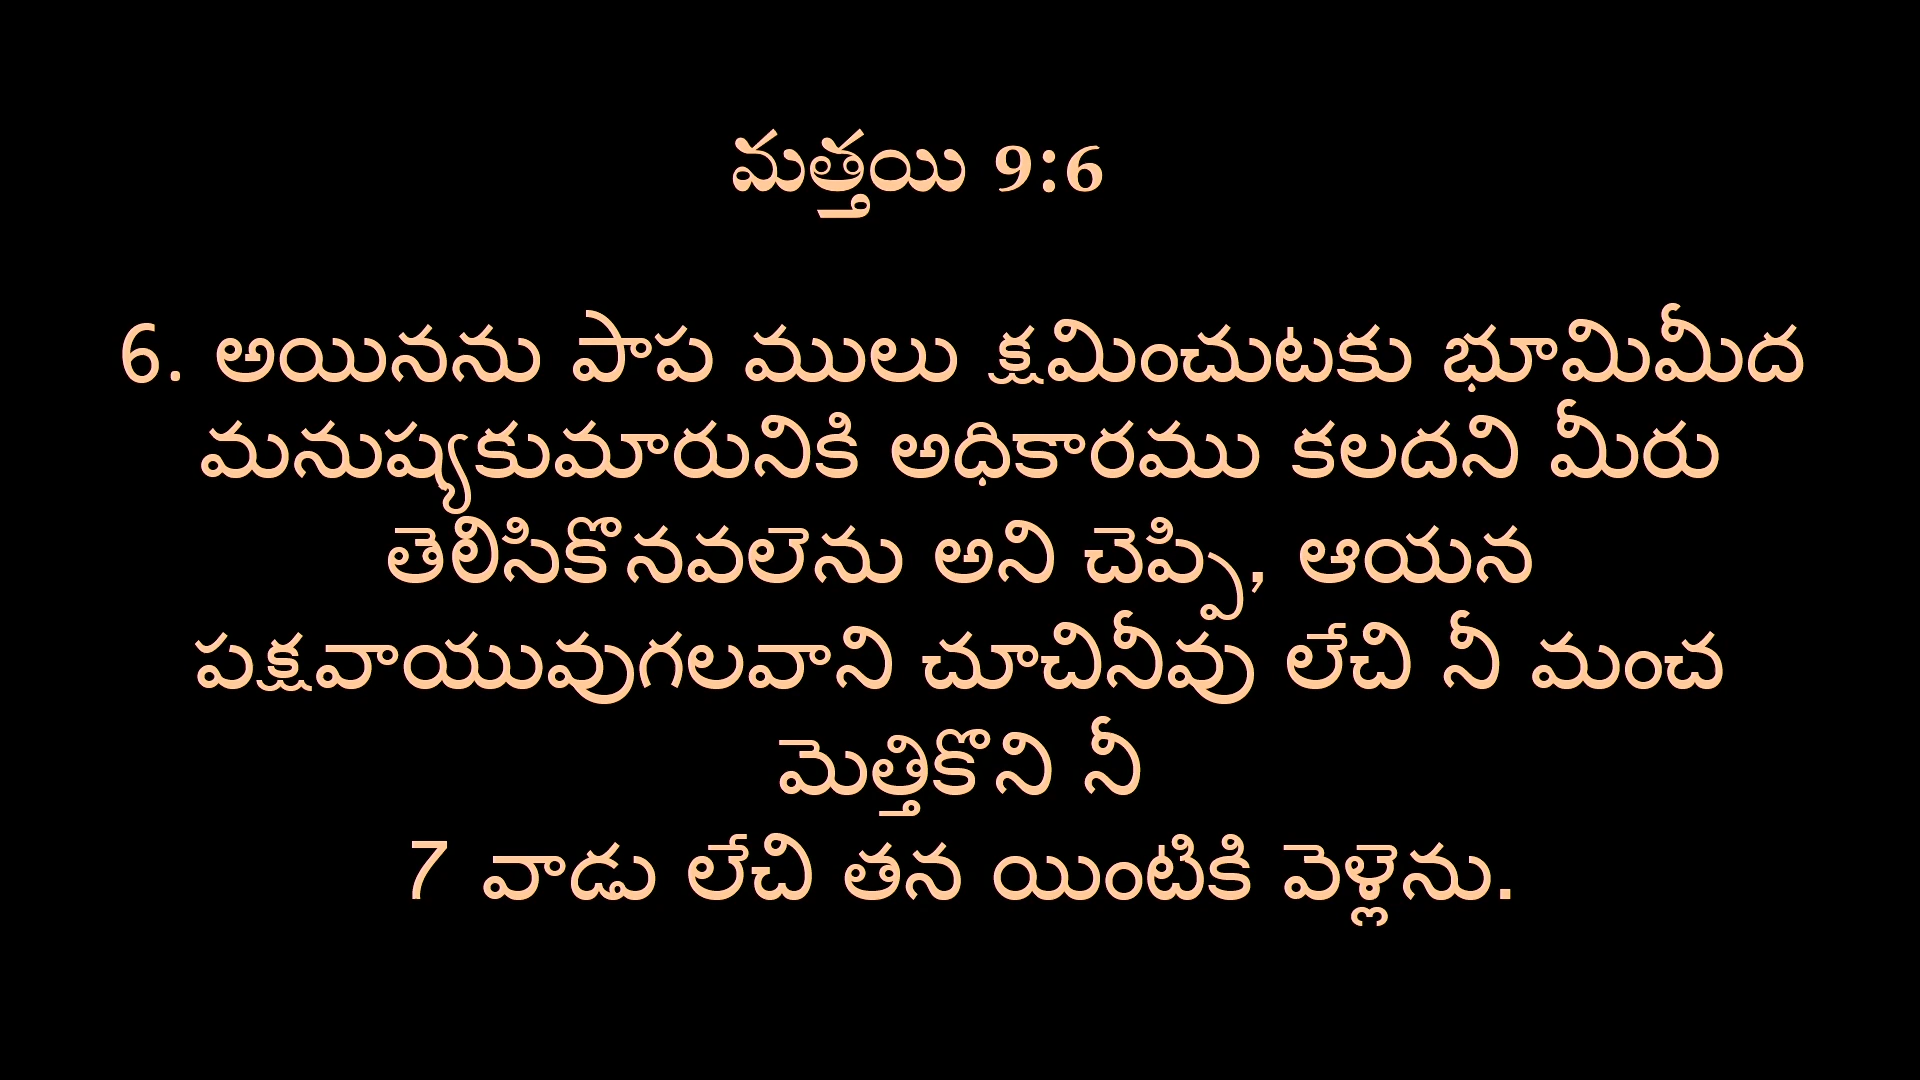 మత్తయి 9:6
6. అయినను పాప ములు క్షమించుటకు భూమిమీద
మనుష్యకుమారునికి అధికారము కలదని మీరు
తెలిసికొనవలెను అని చెప్పి, ఆయన
పక్షవాయువుగలవాని చూచినీవు లేచి నీ మంచ
మెత్తికొని నీ
7 వాడు లేచి తన యింటికి వెళ్లెను.